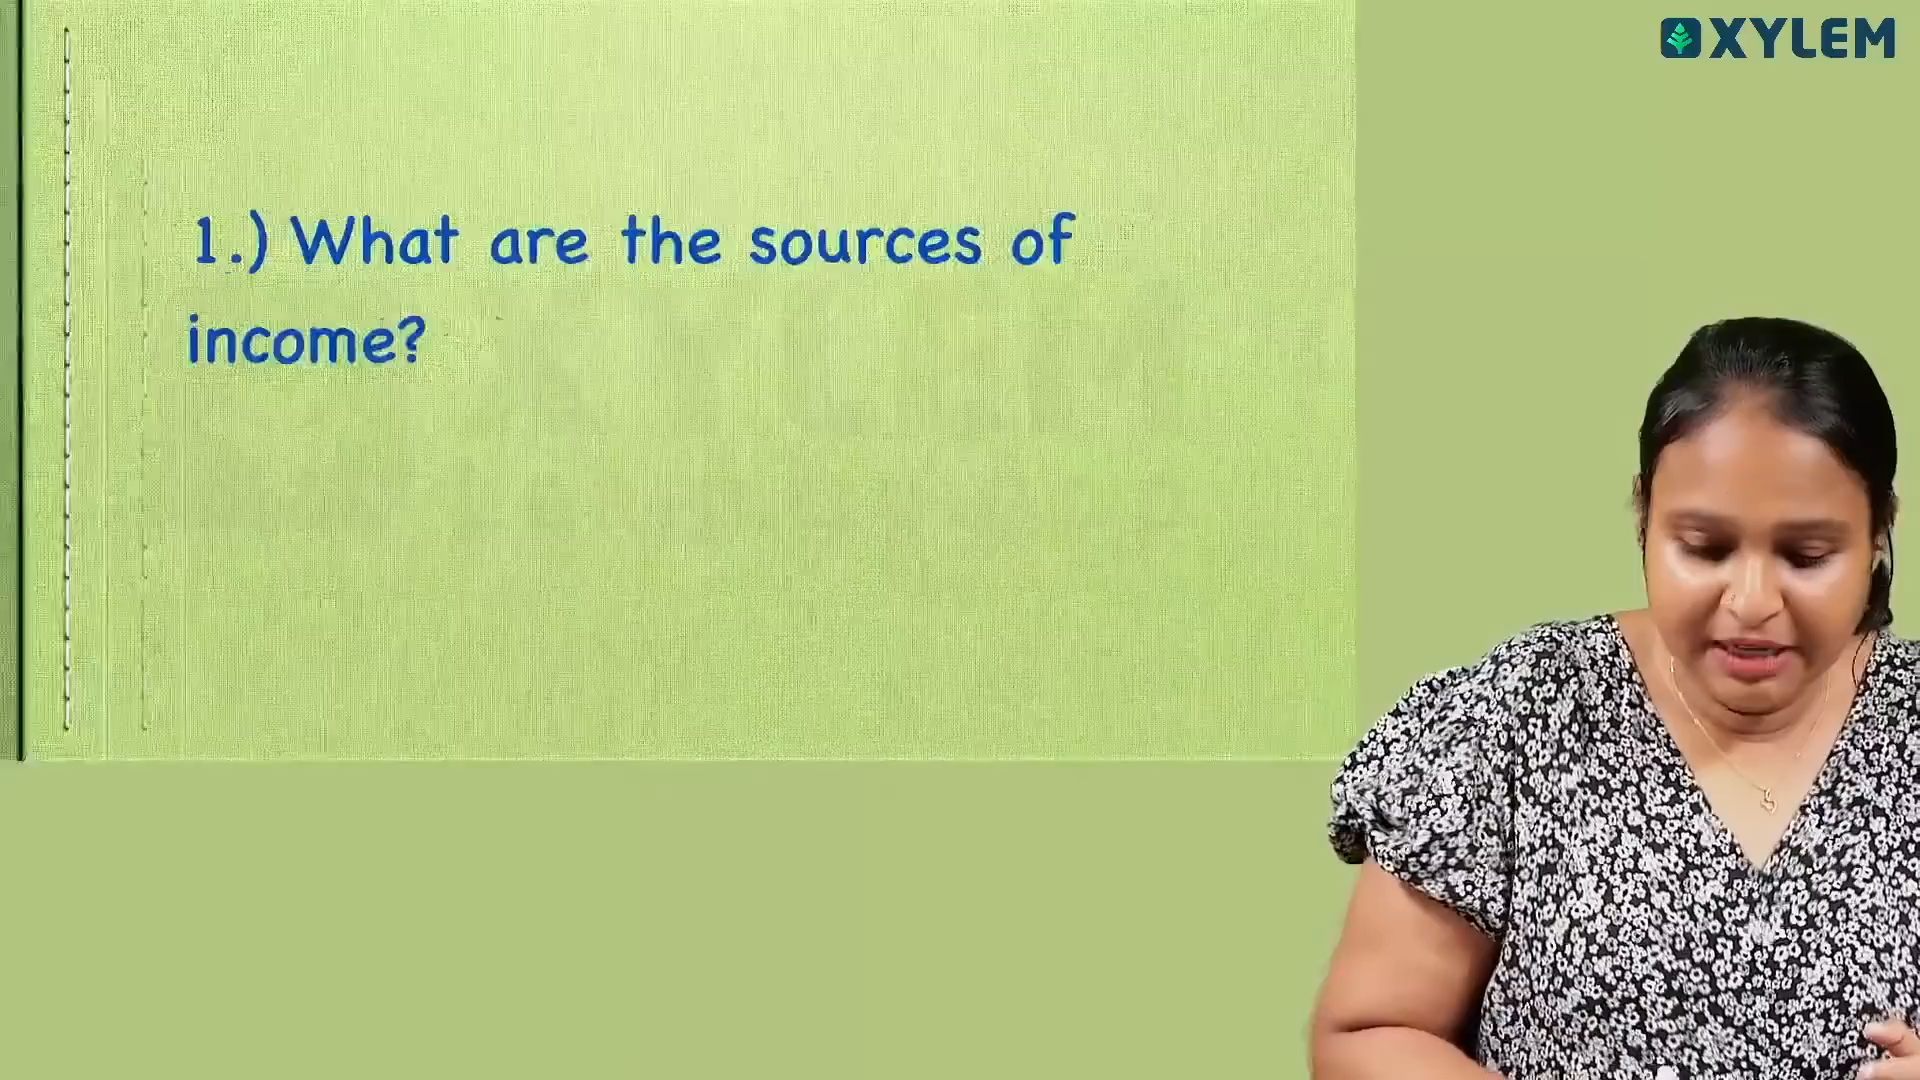 XYLEM
1.) What are the sources of
income?